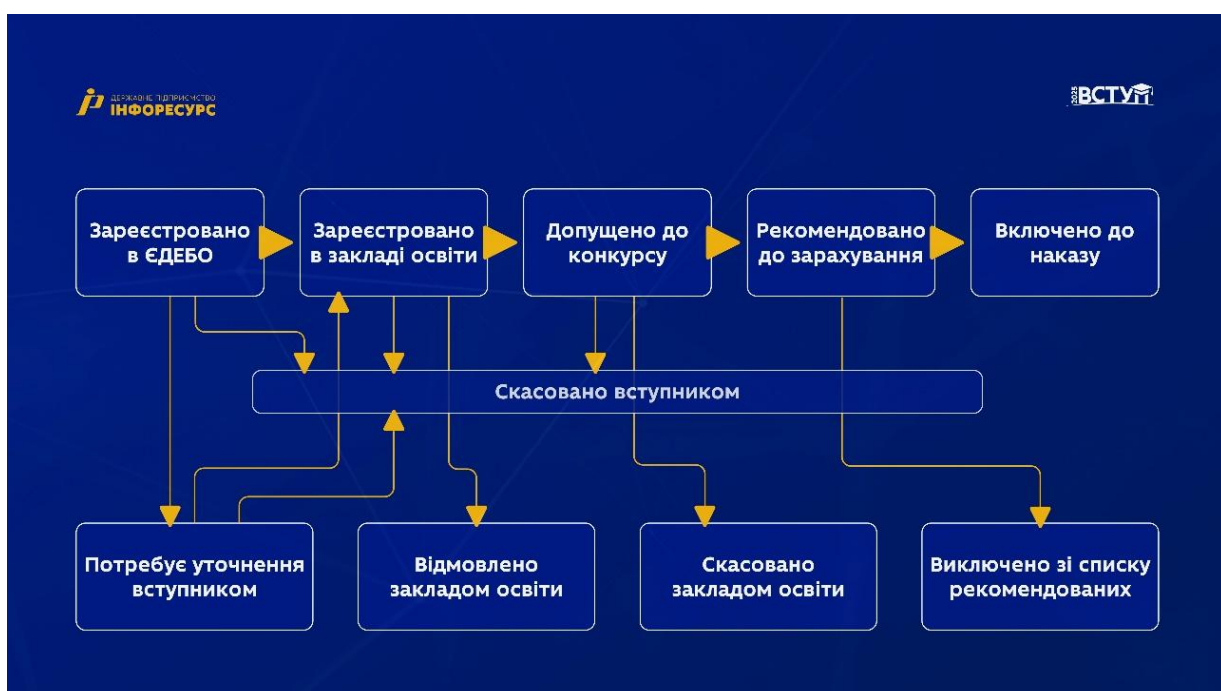 ДЕРЖАВНЕ ПІДПРИЄМСТВО
ІНФОРЕСУРС
2025
ВСТУП
Зареєстровано
в ЄДЕБО
Зареєстровано
в закладі освіти
Допущено до
конкурсу
Рекомендовано
до зарахування
Включено до
наказу
Скасовано вступником
Потребує уточнення
вступником
Відмовлено
закладом освіти
Скасовано
закладом освіти
Виключено зі списку
рекомендованих